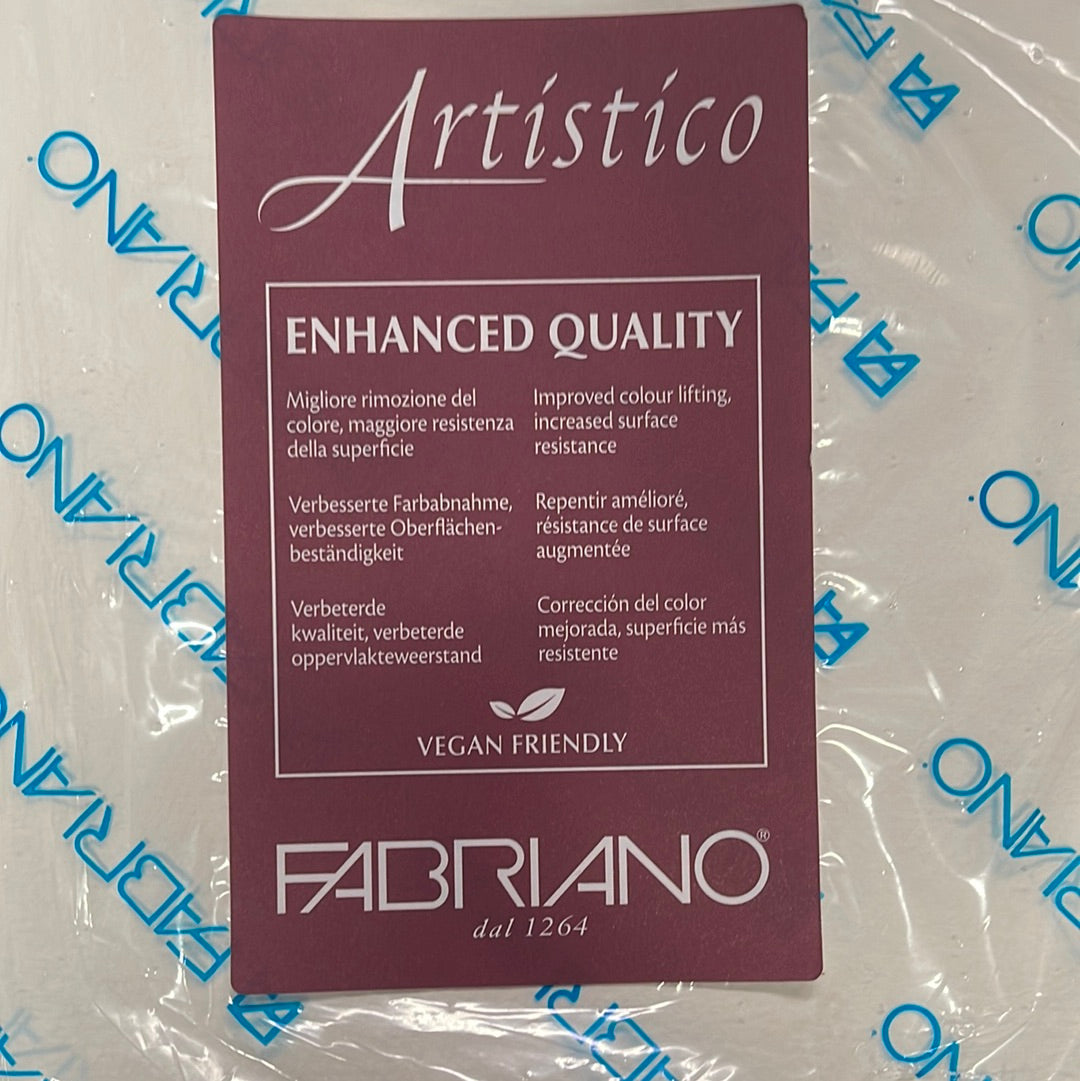 Artistico
ENHANCED QUALITY
Migliore rimozione del
colore, maggiore resistenza
della superficie
Improved colour lifting,
increased surface
resistance
Verbesserte Farbabnahme,
verbesserte Oberflächen-
beständigkeit
Repentir amélioré,
résistance de surface
augmentée
Verbeterde
kwaliteit, verbeterde
oppervlakteweerstand
Corrección del color
mejorada, superficie más
resistente
VEGAN FRIENDLY
FABRIANO®
dal 1264
FABRIANO